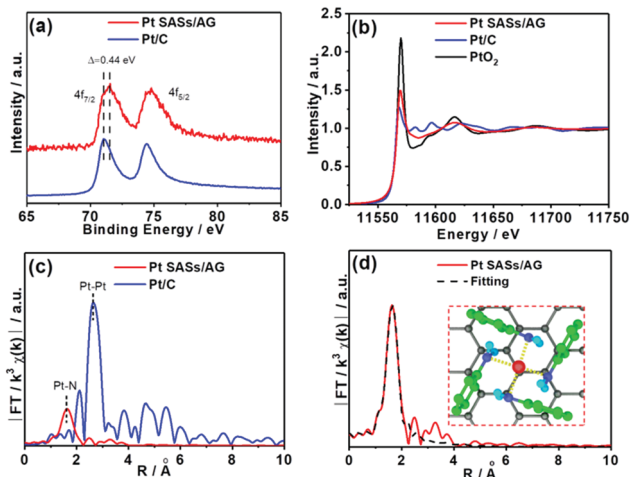 (a)
Pt SASs/AG
Pt/C
Δ=0.44 eV
4f7/2
4f5/2
Intensity / a.u.
65 70 75 80 85
Binding Energy / eV
(b)
Pt SASs/AG
Pt/C
PtO2
Intensity / a.u.
2.5
2.0
1.5
1.0
0.5
0.0
11550 11600 11650 11700 11750
Energy / eV
(c)
Pt SASs/AG
Pt/C
Pt-Pt
Pt-N
|FT / k³ χ(k)| / a.u.
0 2 4 6 8 10
R / Å
(d)
Pt SASs/AG
Fitting
|FT / k³ χ(k)| / a.u.
0 2 4 6 8 10
R / Å